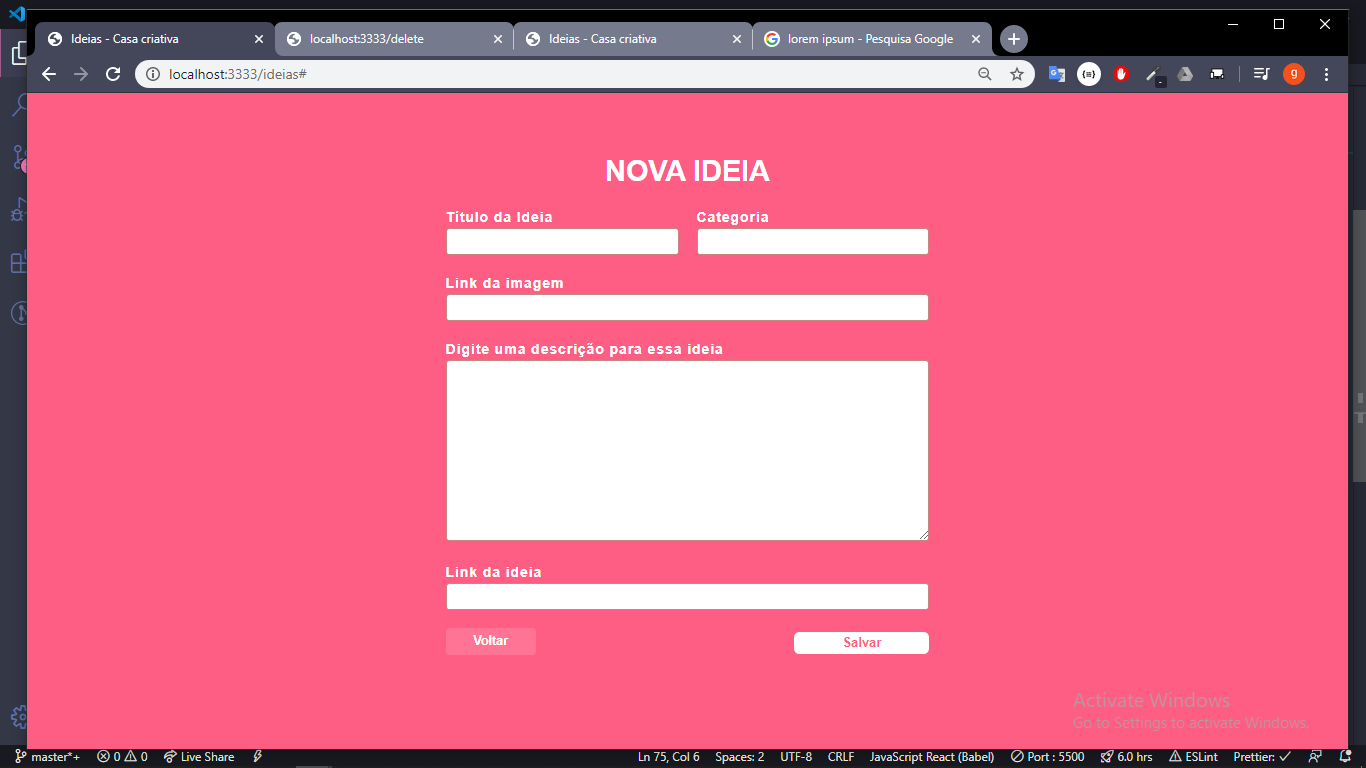 Ideias - Casa criativa
localhost:3333/delete
Ideias - Casa criativa
lorem ipsum - Pesquisa Google
localhost:3333/ideias#
g
NOVA IDEIA
Título da Ideia
Categoria
Link da imagem
Digite uma descrição para essa ideia
Link da ideia
Voltar
Salvar
Activate Windows
Go to Settings to activate Windows.
master*+
0
0
Live Share
Ln 75, Col 6
Spaces: 2
UTF-8
CRLF
JavaScript React (Babel)
Port : 5500
6.0 hrs
ESLint
Prettier: ✓